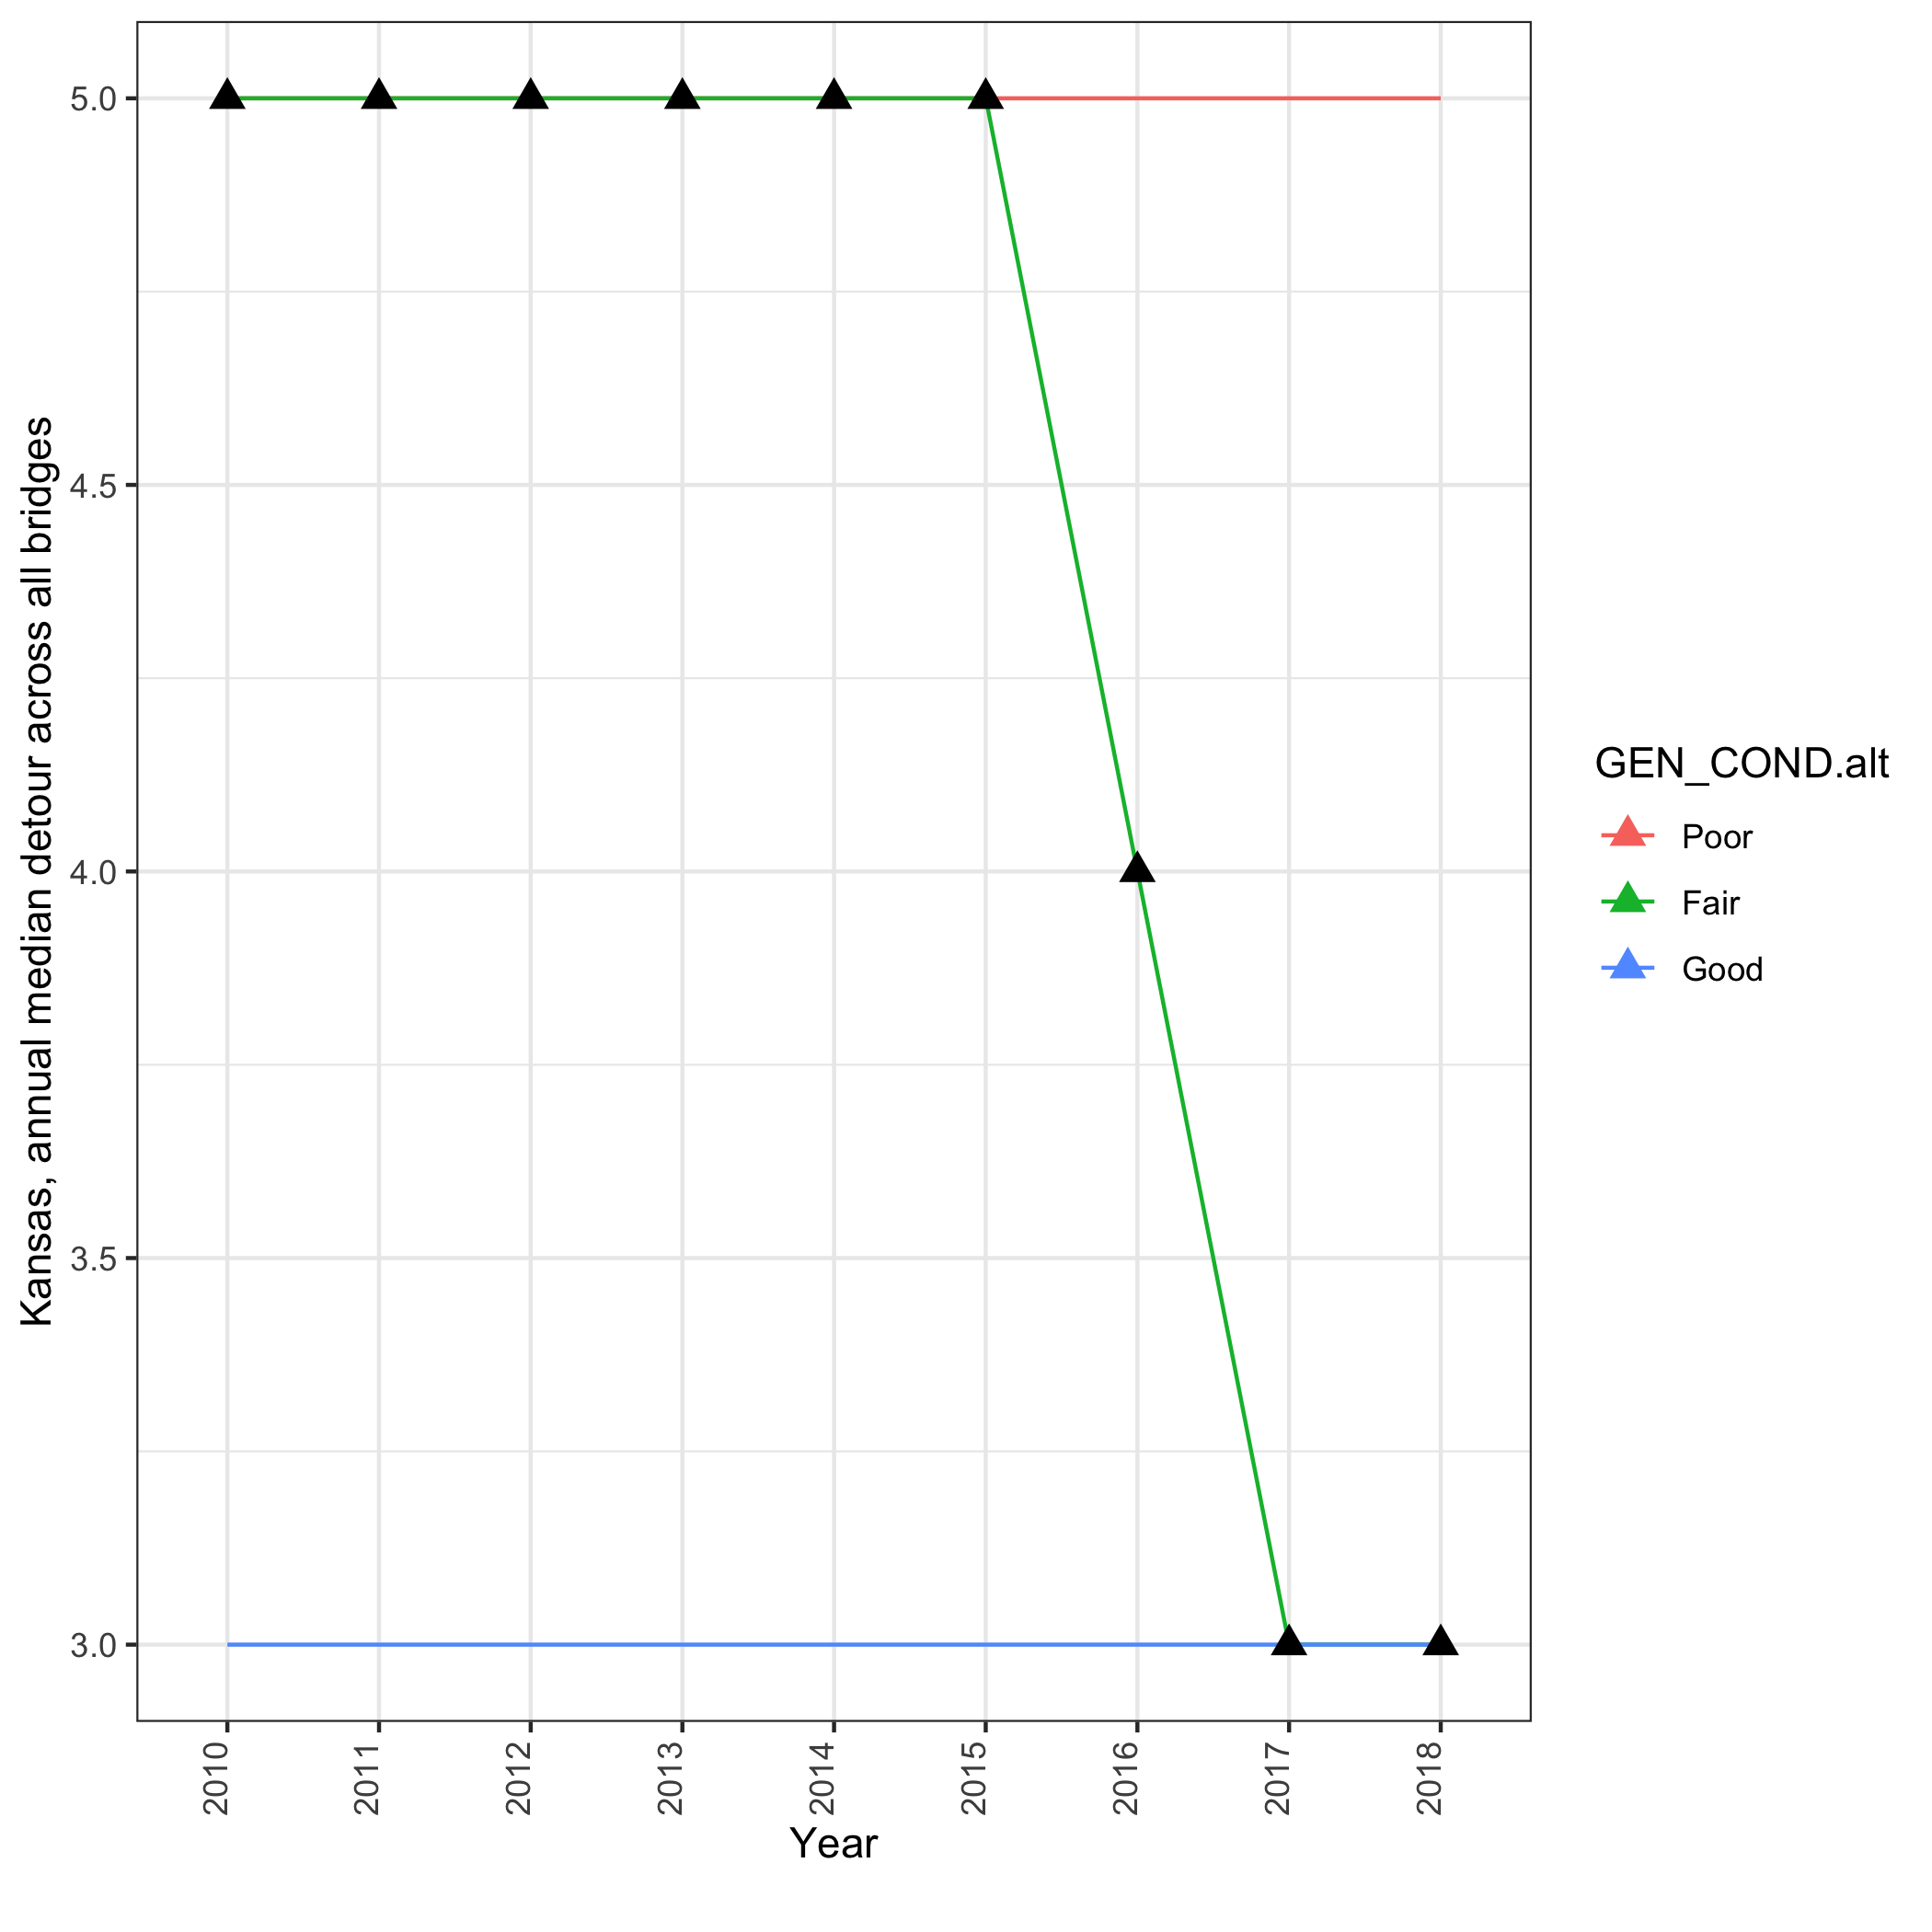 Kansas, annual median detour across all bridges
5.0
4.5
4.0
3.5
3.0
2010
2011
2012
2013
2014
2015
2016
2017
2018
Year
GEN_COND.alt
Poor
Fair
Good